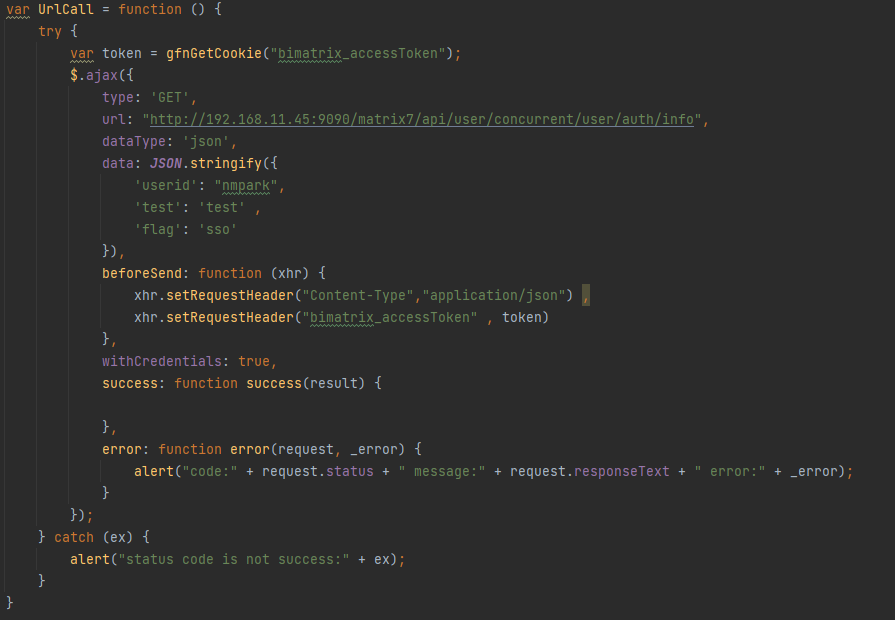 var UrlCall = function () {
try {
var token = gfnGetCookie("bimatrix_accessToken");
$.ajax({
type: 'GET',
url: "http://192.168.11.45:9090/matrix7/api/user/concurrent/user/auth/info",
dataType: 'json',
data: JSON.stringify({
'userid': "nmpark",
'test': 'test' ,
'flag': 'sso'
}),
beforeSend: function (xhr) {
xhr.setRequestHeader("Content-Type","application/json") ,
xhr.setRequestHeader("bimatrix_accessToken" , token)
},
withCredentials: true,
success: function success(result) {
},
error: function error(request, _error) {
alert("code:" + request.status + " message:" + request.responseText + " error:" + _error);
}
});
} catch (ex) {
alert("status code is not success:" + ex);
}
}